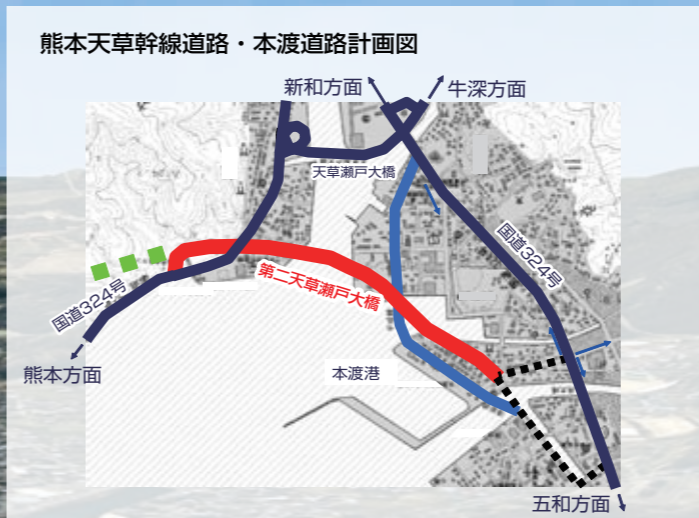 熊本天草幹線道路・本渡道路計画図
新和方面
牛深方面
天草瀬戸大橋
国道324号
第二天草瀬戸大橋
国道324号
熊本方面
本渡港
五和方面